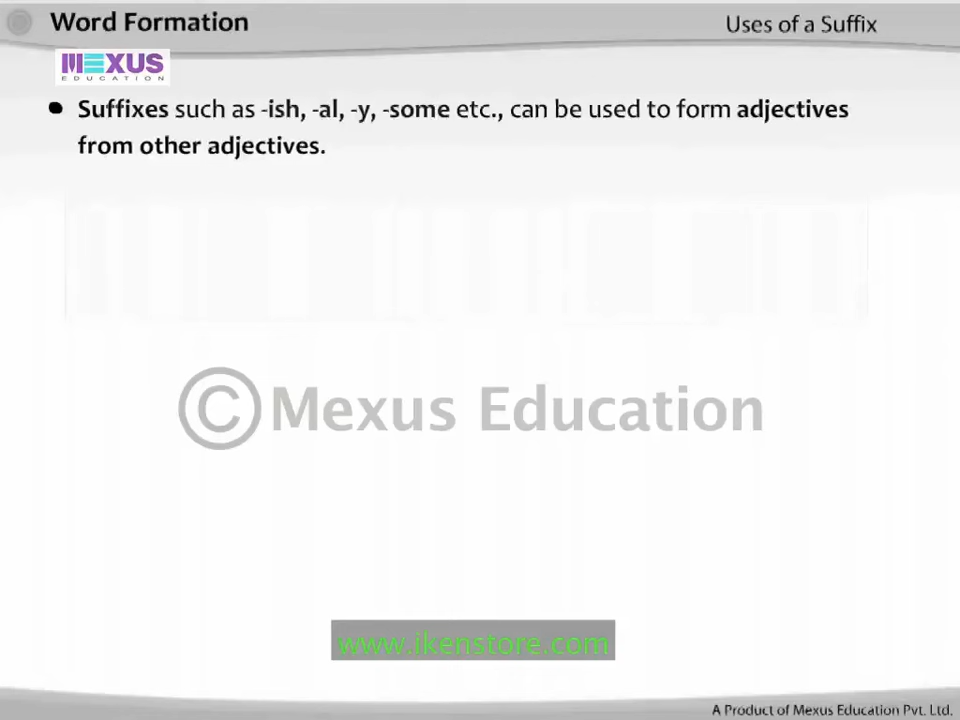 Word Formation
Uses of a Suffix
MEXUS
EDUCATION
Suffixes such as -ish, -al, -y, -some etc., can be used to form adjectives
from other adjectives.
©Mexus Education
www.ikenstore.com
A Product of Mexus Education Pvt. Ltd.